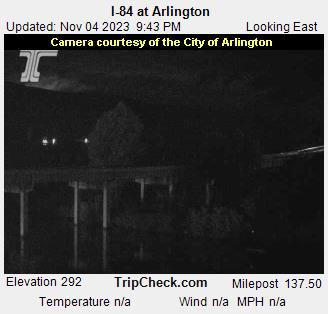 I-84 at Arlington
Updated: Nov 04 2023 9:43 PM Looking East
Camera courtesy of the City of Arlington
Elevation 292 TripCheck.com Milepost 137.50
Temperature n/a Wind n/a MPH n/a